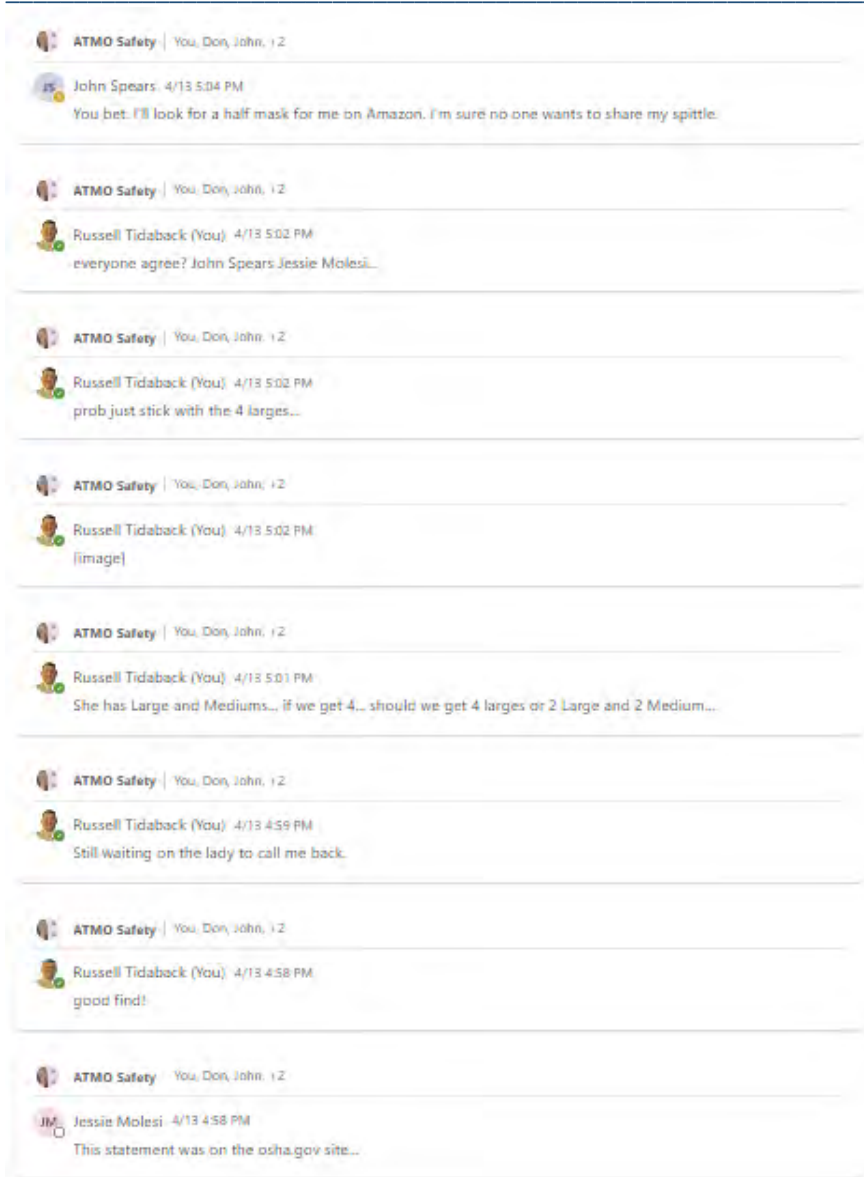 ATMO Safety | You, Don, John, +2
JS John Spears 4/13 5:04 PM
You bet. I'll look for a half mask for me on Amazon. I'm sure no one wants to share my spittle.
ATMO Safety | You, Don, John, +2
Russell Tidaback (You) 4/13 5:02 PM
everyone agree? John Spears Jessie Molesi...
ATMO Safety | You, Don, John, +2
Russell Tidaback (You) 4/13 5:02 PM
prob just stick with the 4 larges...
ATMO Safety | You, Don, John, +2
Russell Tidaback (You) 4/13 5:02 PM
[image]
ATMO Safety | You, Don, John, +2
Russell Tidaback (You) 4/13 5:01 PM
She has Large and Mediums... if we get 4... should we get 4 larges or 2 Large and 2 Medium...
ATMO Safety | You, Don, John, +2
Russell Tidaback (You) 4/13 4:59 PM
Still waiting on the lady to call me back.
ATMO Safety | You, Don, John, +2
Russell Tidaback (You) 4/13 4:58 PM
good find!
ATMO Safety You, Don, John, +2
JM Jessie Molesi 4/13 4:58 PM
This statement was on the osha.gov site...